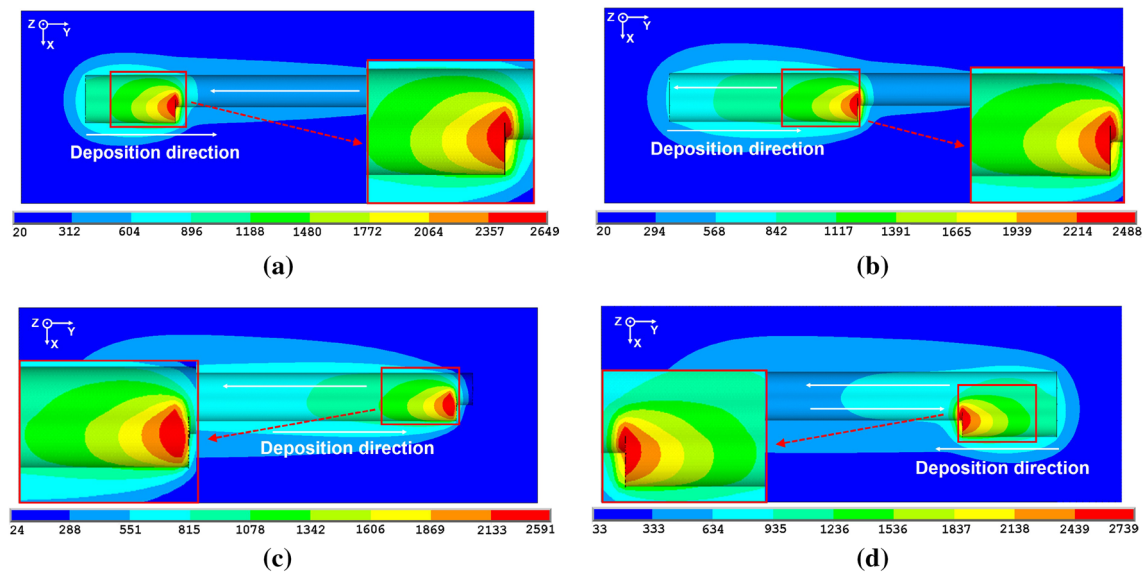 Z Y X
Deposition direction
20 312 604 896 1188 1480 1772 2064 2357 2649
(a)
Z Y X
Deposition direction
20 294 568 842 1117 1391 1665 1939 2214 2488
(b)
Z Y X
Deposition direction
24 288 551 815 1078 1342 1606 1869 2133 2591
(c)
Z Y X
Deposition direction
33 333 634 935 1236 1536 1837 2138 2439 2739
(d)